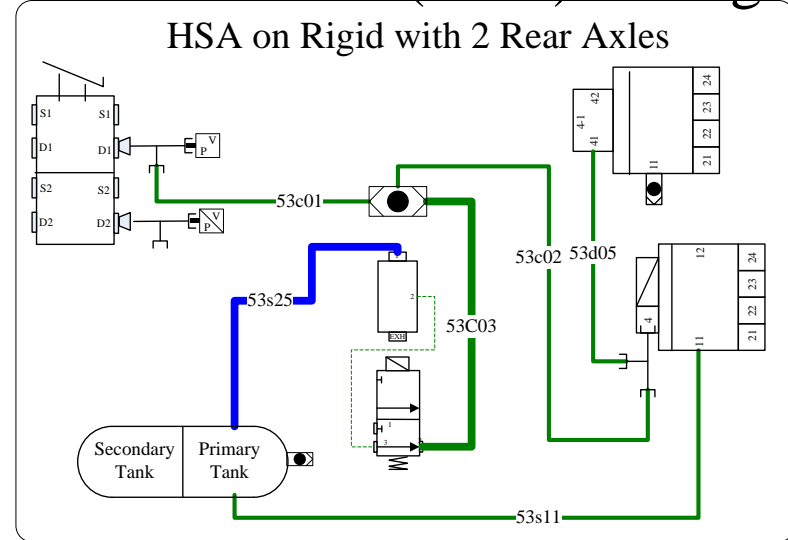 HSA on Rigid with 2 Rear Axles
S1 S1
D1 D1
V
P
S2 S2
D2 D2
V
P
53c01
53s25
1
2
EXH
1
3
53C03
53c02
53d05
42
4-1
41
11
24
23
22
21
12
4
11
24
23
22
21
Secondary
Tank
Primary
Tank
53s11